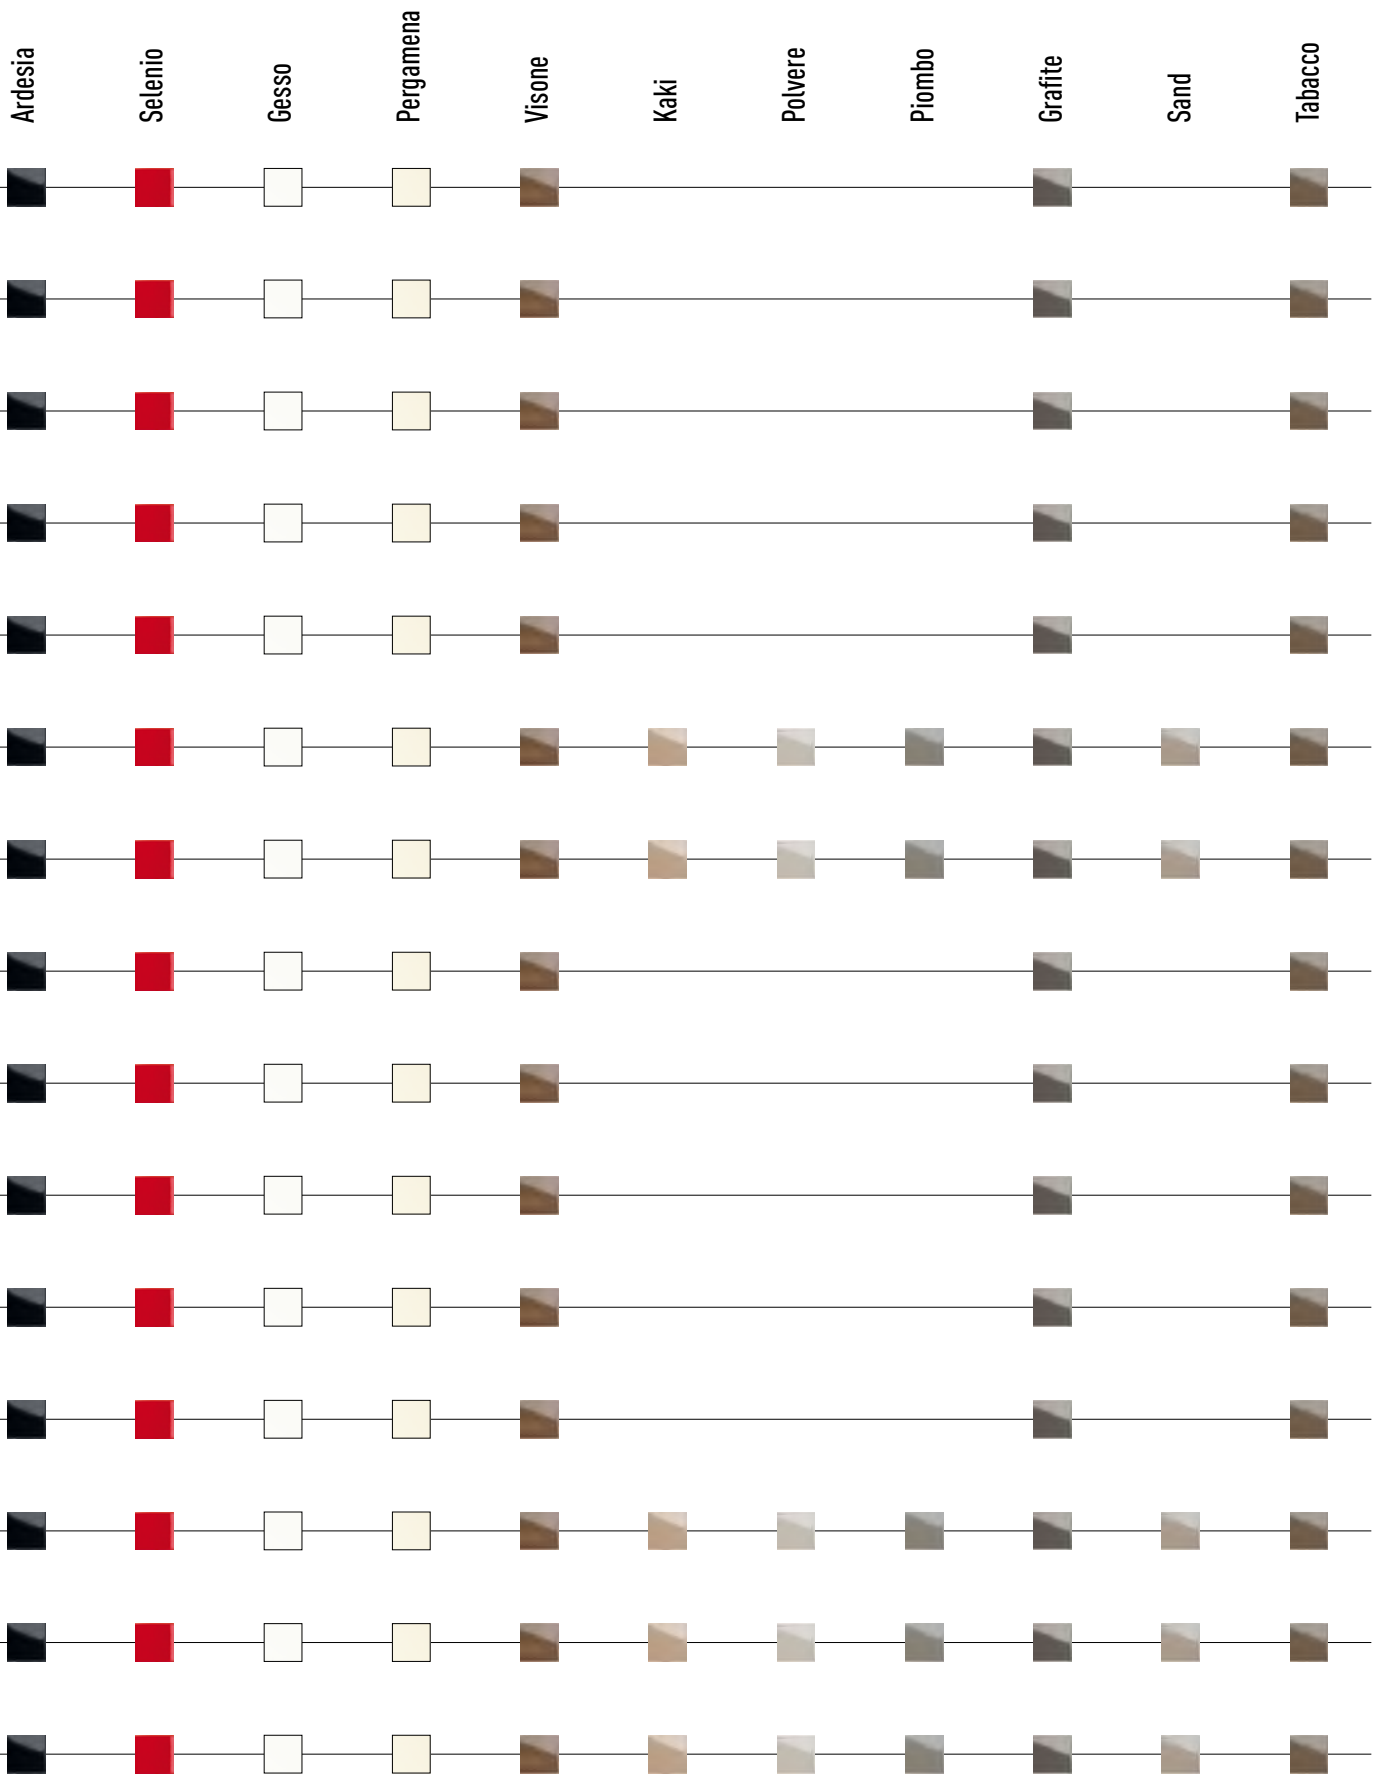 Ardesia
Selenio
Gesso
Pergamena
Visone
Kaki
Polvere
Piombo
Grafite
Sand
Tabacco